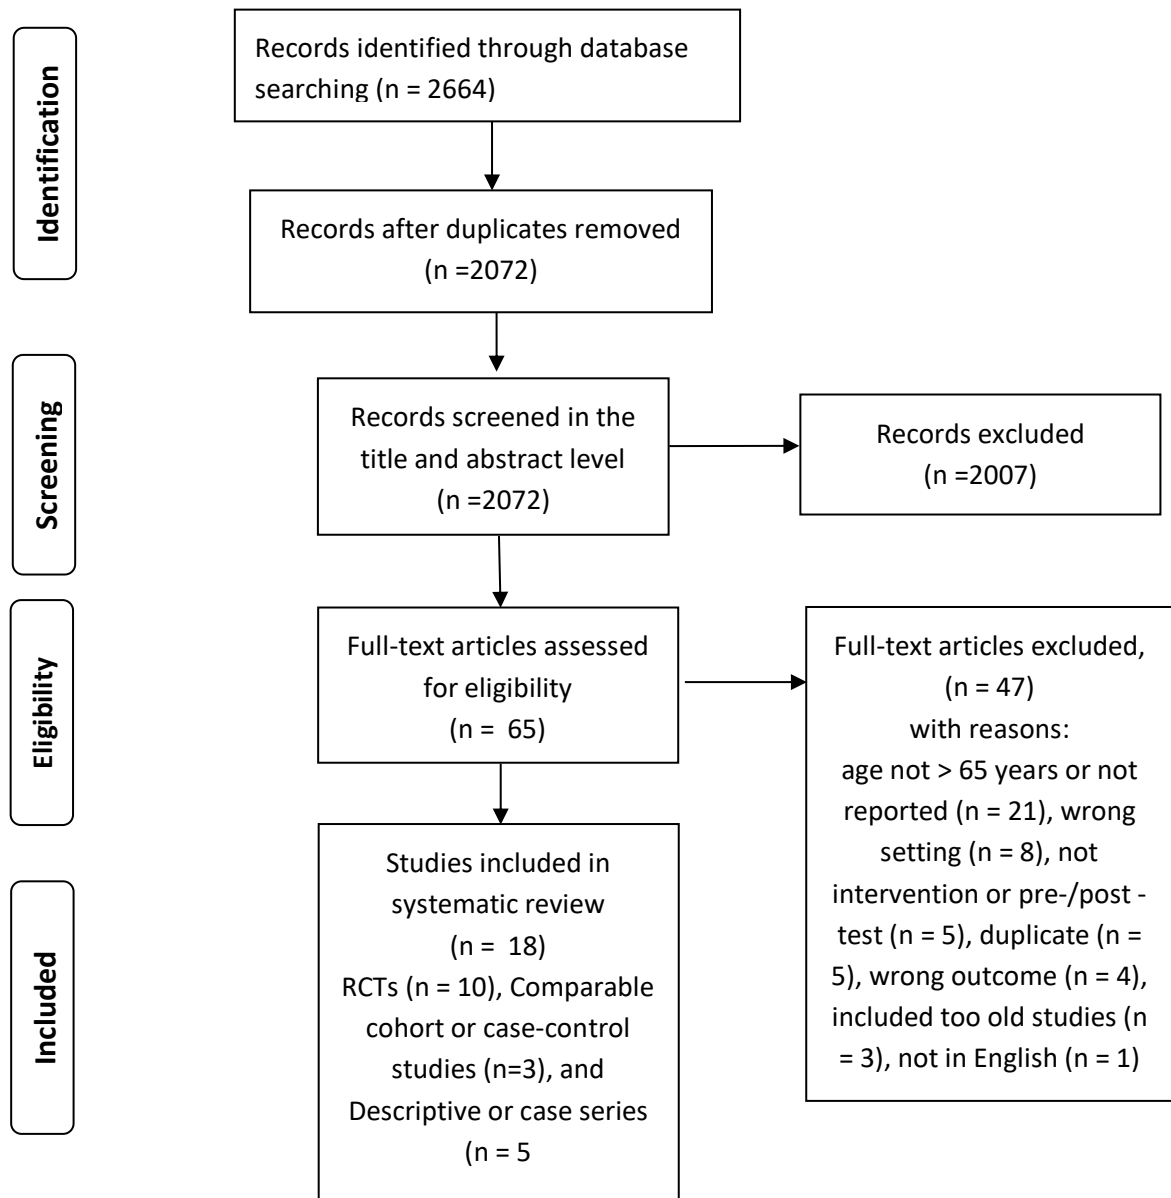 Identification
Records identified through database
searching (n = 2664)
Records after duplicates removed
(n =2072)
Screening
Records screened in the
title and abstract level
(n =2072)
Records excluded
(n =2007)
Eligibility
Full-text articles assessed
for eligibility
(n =  65)
Full-text articles excluded,
(n = 47)
with reasons:
age not > 65 years or not
reported (n = 21), wrong
setting (n = 8), not
intervention or pre-/post -
test (n = 5), duplicate (n =
5), wrong outcome (n = 4),
included too old studies (n
= 3), not in English (n = 1)
Included
Studies included in
systematic review
(n =  18)
RCTs (n = 10), Comparable
cohort or case-control
studies (n=3), and
Descriptive or case series
(n = 5